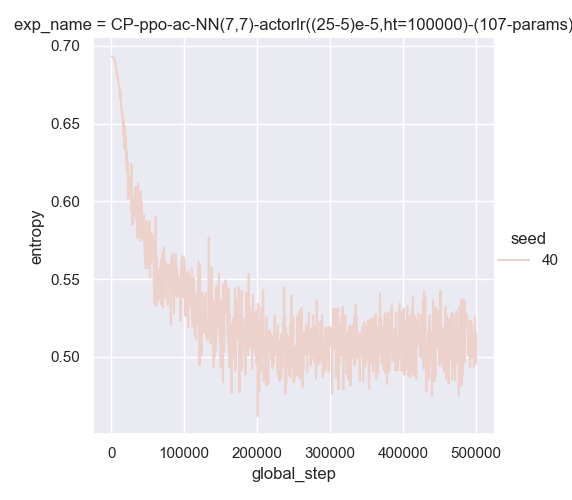 exp_name = CP-ppo-ac-NN(7,7)-actorlr((25-5)e-5,ht=100000)-(107-params)
0.70
0.65
0.60
0.55
0.50
entropy
seed
40
0 100000 200000 300000 400000 500000
global_step